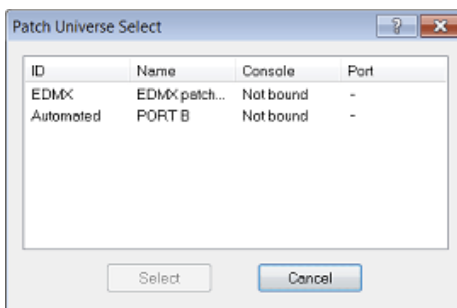 Patch Universe Select
ID Name Console Port
EDMX EDMX patch... Not bound -
Automated PORT B Not bound -
Select Cancel